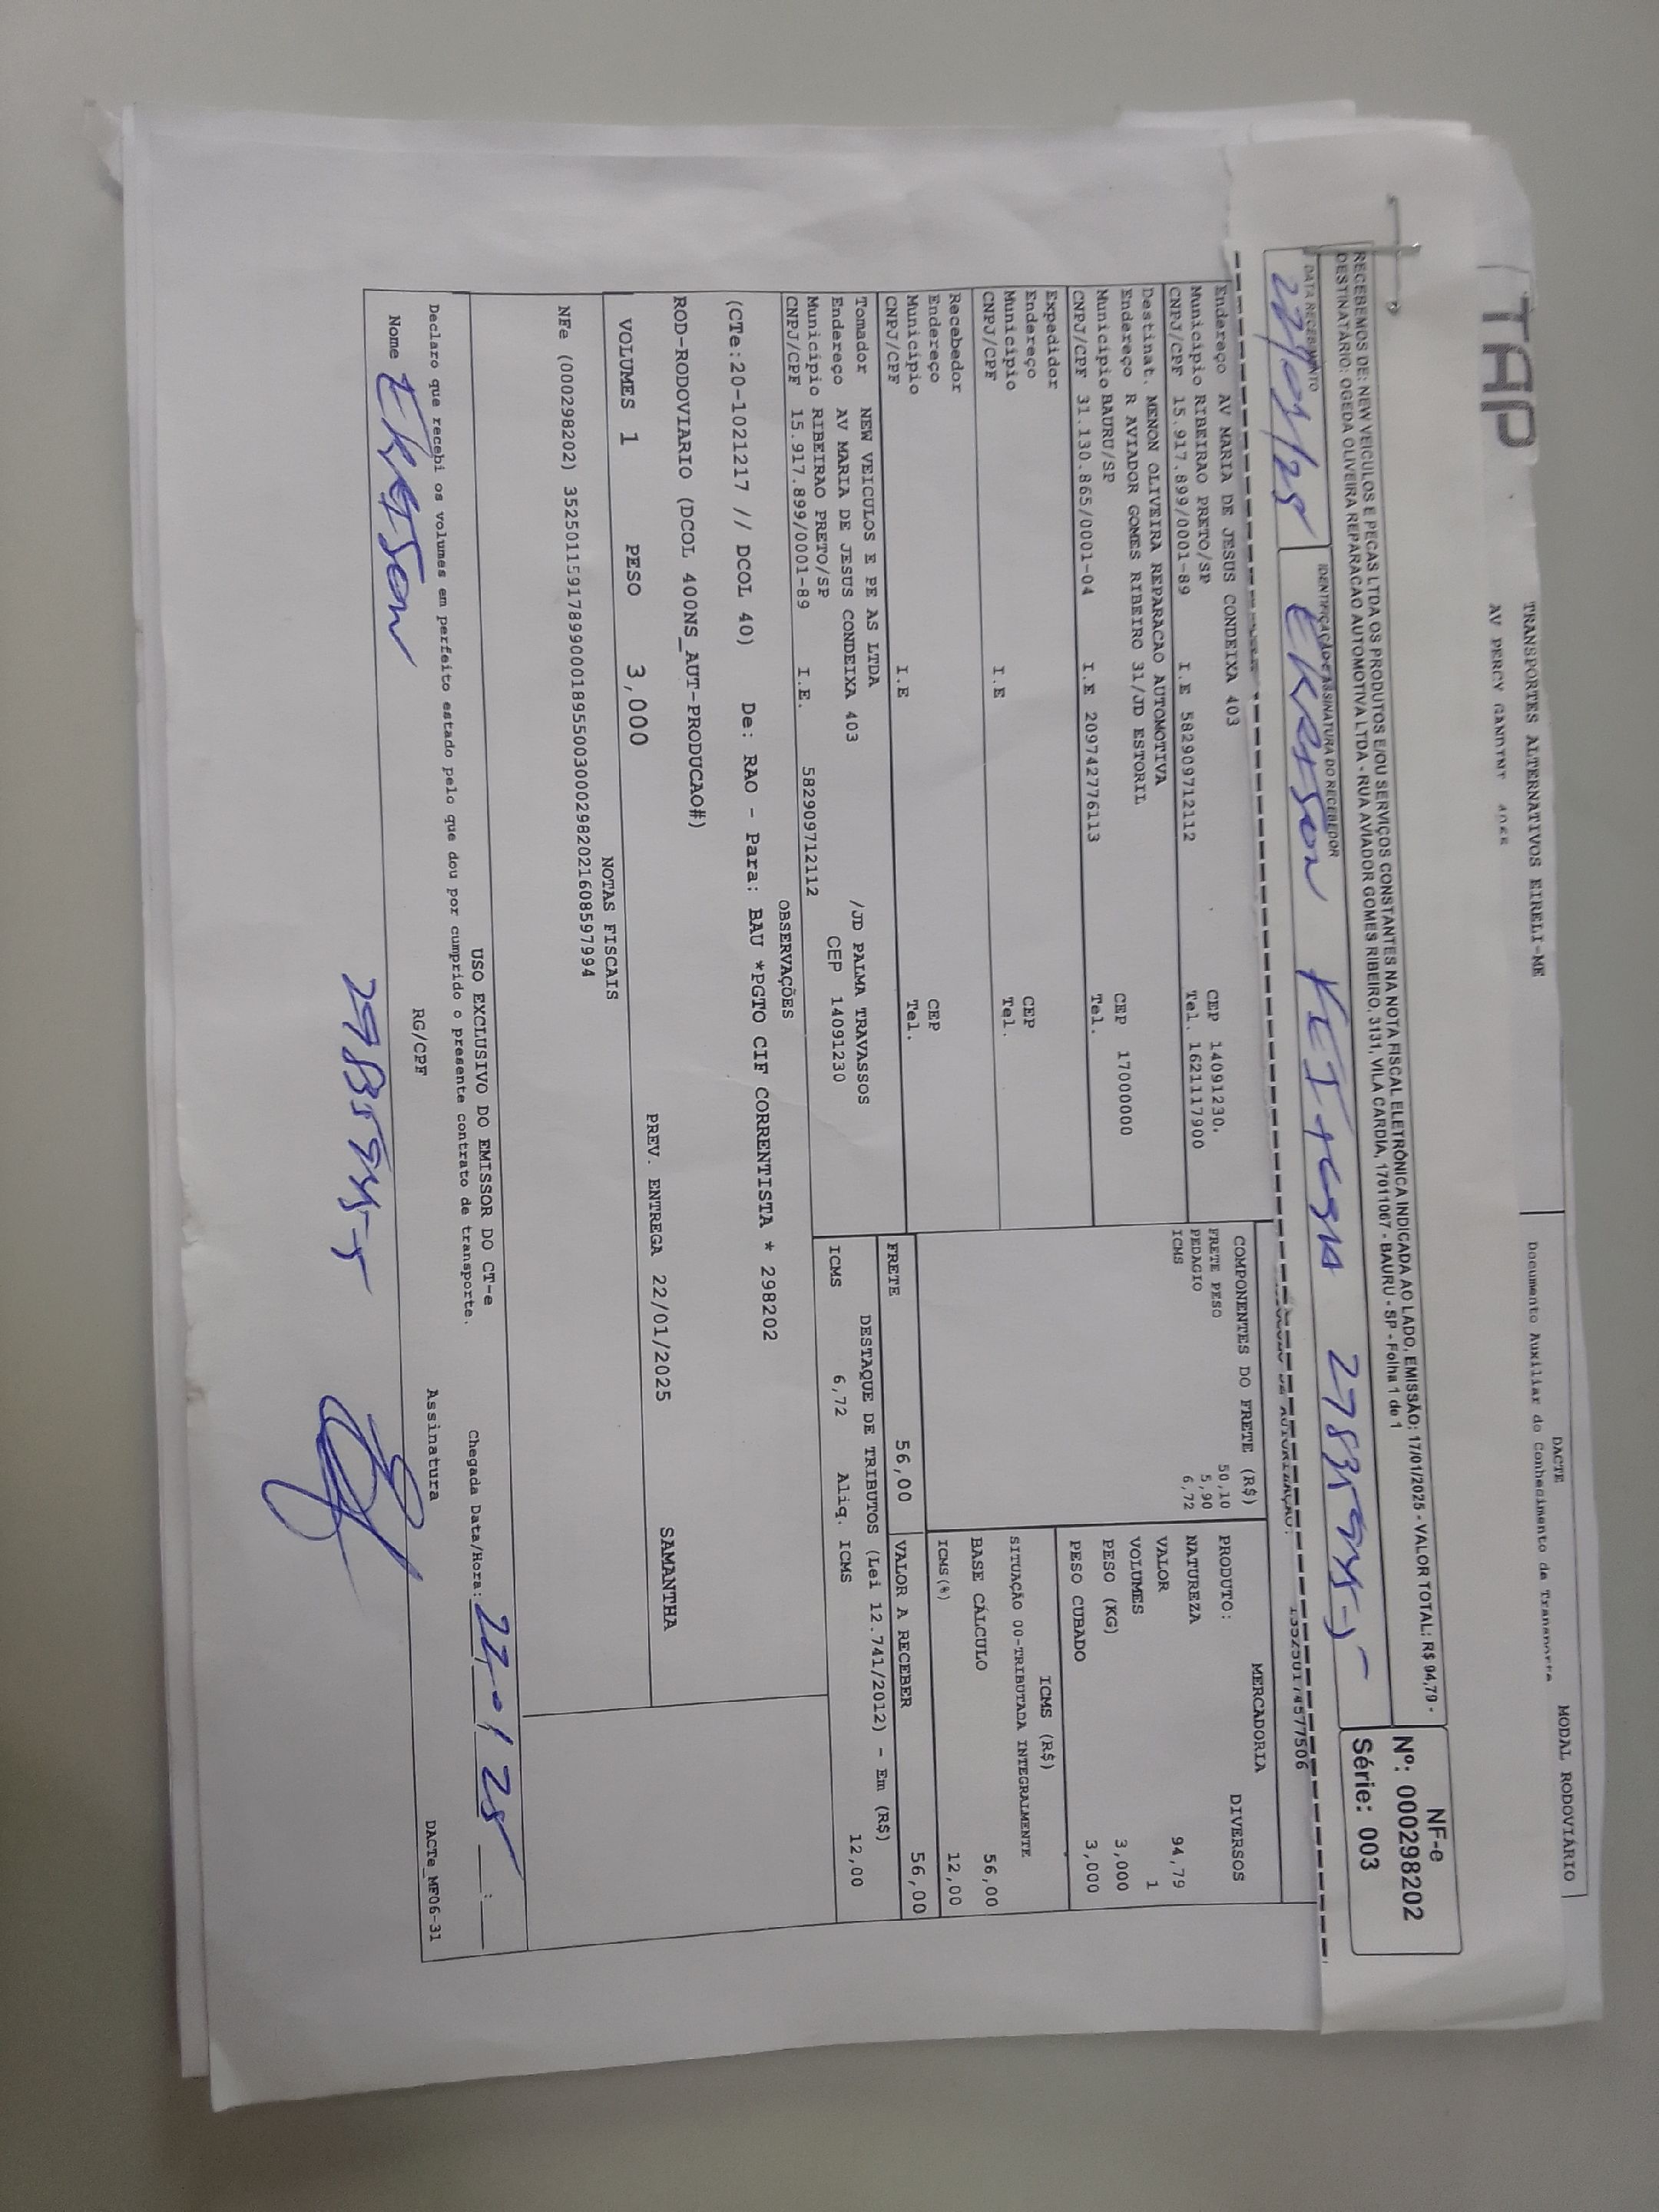 TAP
TRANSPORTES ALTERNATIVOS EIRELI-ME
AV PERCY GANDINI
DACTE
Documento Auxiliar do Conhecimento de Transporte
MODAL RODOVIÁRIO
RECEBEMOS DE: NEW VEICULOS E PECAS LTDA OS PRODUTOS E/OU SERVIÇOS CONSTANTES NA NOTA FISCAL ELETRÔNICA INDICADA AO LADO. EMISSÃO: 17/01/2025 - VALOR TOTAL: R$ 94,79 -
DESTINATÁRIO: OGEDA OLIVEIRA REPARACAO AUTOMOTIVA LTDA - RUA AVIADOR GOMES RIBEIRO, 3131, VILA CARDIA, 17011067 - BAURU - SP - Folha 1 de 1
NF-e
Nº: 000298202
Série: 003
DATA RECEBIMENTO
22/01/25
IDENTIFICAÇÃO E ASSINATURA DO RECEBEDOR
Endereço AV MARIA DE JESUS CONDEIXA 403
Municipio RIBEIRAO PRETO/SP CEP 14091230
CNPJ/CPF 15.917.899/0001-89 I.E 582909712112 Tel. 1621117900
Destinat. MENON OLIVEIRA REPARACAO AUTOMOTIVA
Endereço R AVIADOR GOMES RIBEIRO 31/JD ESTORIL
Município BAURU/SP CEP 17000000
CNPJ/CPF 31.130.865/0001-04 I.E 209742776113 Tel.
Expedidor
Endereço
Município CEP
CNPJ/CPF I.E Tel.
Recebedor
Endereço
Município CEP
CNPJ/CPF I.E Tel.
Tomador NEW VEICULOS E PE AS LTDA
Endereço AV MARIA DE JESUS CONDEIXA 403 /JD PALMA TRAVASSOS
Município RIBEIRAO PRETO/SP CEP 14091230
CNPJ/CPF 15.917.899/0001-89 I.E. 582909712112
COMPONENTES DO FRETE (R$)
FRETE PESO 50,10
PEDAGIO 5,90
ICMS 6,72
MERCADORIA
PRODUTO: DIVERSOS
NATUREZA
VALOR 94,79
VOLUMES 1
PESO (KG) 3,000
PESO CUBADO 3,000
ICMS (R$)
SITUAÇÃO 00-TRIBUTADA INTEGRALMENTE
BASE CÁLCULO 56,00
ICMS(%) 12,00
FRETE 56,00 VALOR A RECEBER 56,00
DESTAQUE DE TRIBUTOS (Lei 12.741/2012) - Em (R$)
ICMS 6,72 Aliq. ICMS 12,00
OBSERVAÇÕES
(CTe:20-1021217 // DCOL 40) De: RAO - Para: BAU *PGTO CIF CORRENTISTA * 298202
ROD-RODOVIARIO (DCOL 400NS_AUT-PRODUCAO#)
SAMANTHA
VOLUMES 1 PESO 3,000 PREV. ENTREGA 22/01/2025
NOTAS FISCAIS
NFe (000298202) 35250115917899000189550030002982021608597994
USO EXCLUSIVO DO EMISSOR DO CT-e
Declaro que recebi os volumes em perfeito estado pelo que dou por cumprido o presente contrato de transporte.
Chegada Data/Hora: 22 01 25 __:__
Nome
RG/CPF
Assinatura
DACTe_MF06-31